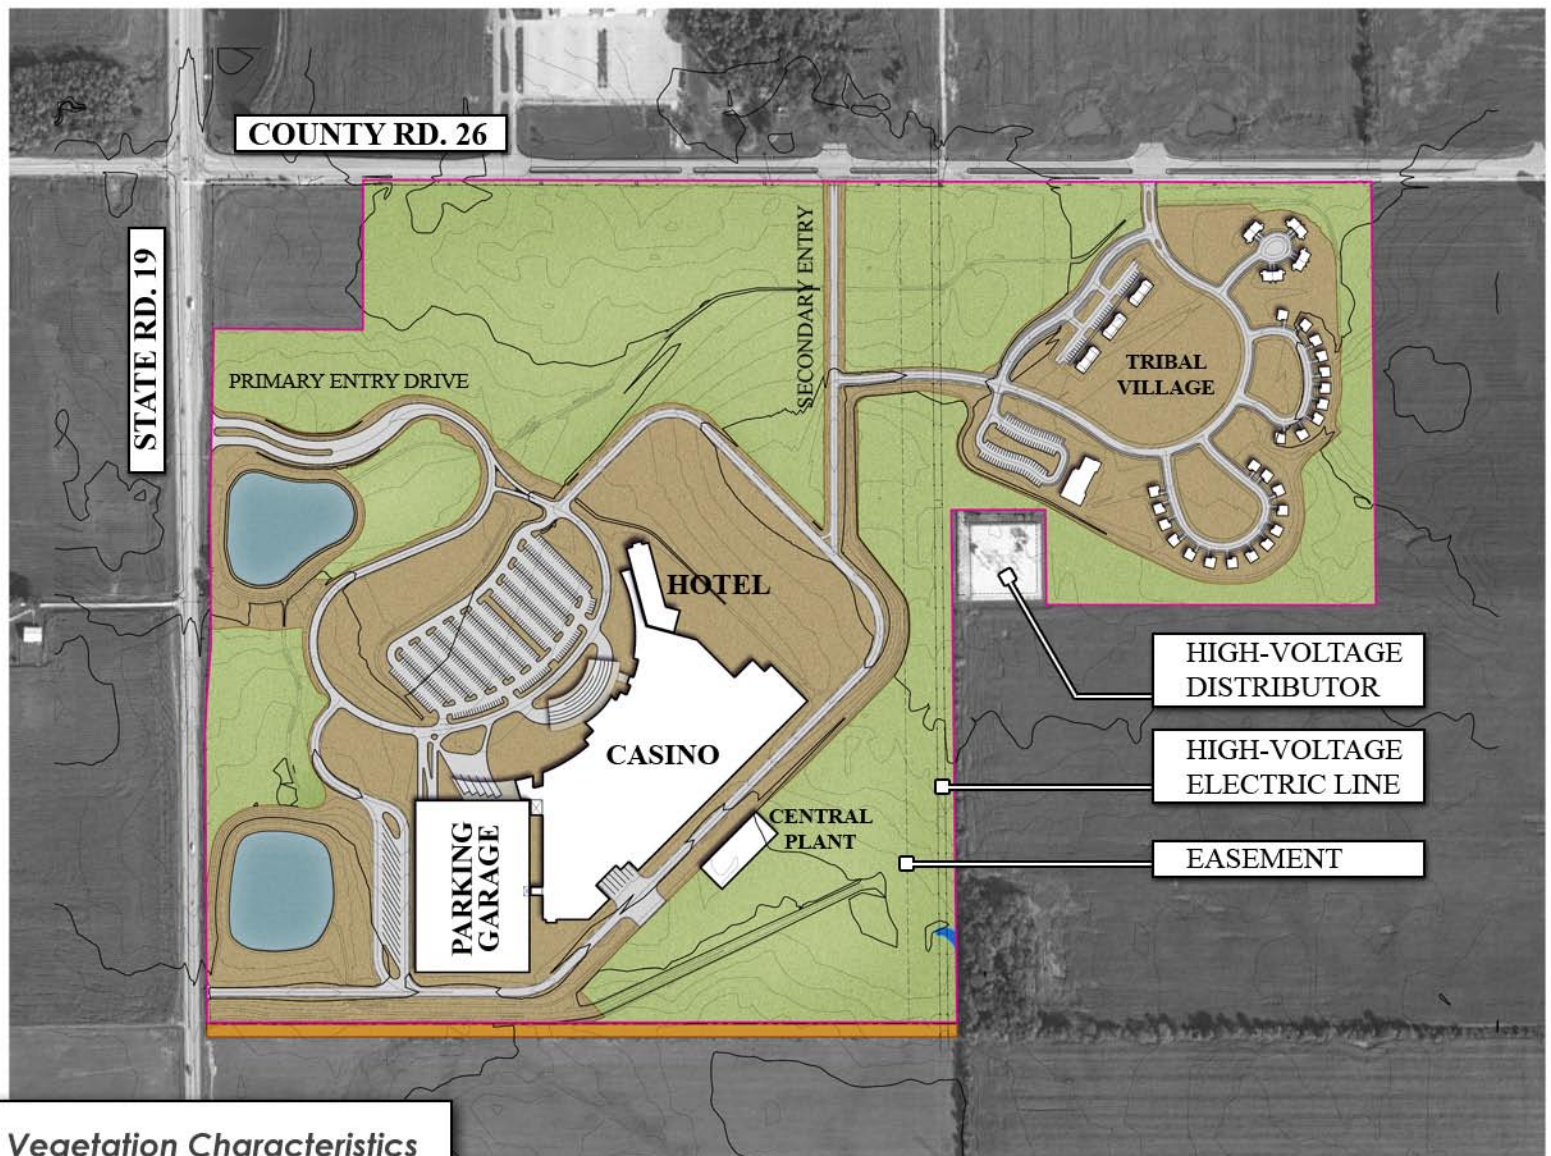 COUNTY RD. 26
STATE RD. 19
SECONDARY ENTRY
PRIMARY ENTRY DRIVE
TRIBAL
VILLAGE
HOTEL
HIGH-VOLTAGE
DISTRIBUTOR
CASINO
HIGH-VOLTAGE
ELECTRIC LINE
CENTRAL
PLANT
PARKING
GARAGE
EASEMENT
Vegetation Characteristics